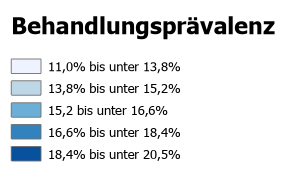 Behandlungsprävalenz
11,0% bis unter 13,8%
13,8% bis unter 15,2%
15,2 bis unter 16,6%
16,6% bis unter 18,4%
18,4% bis unter 20,5%